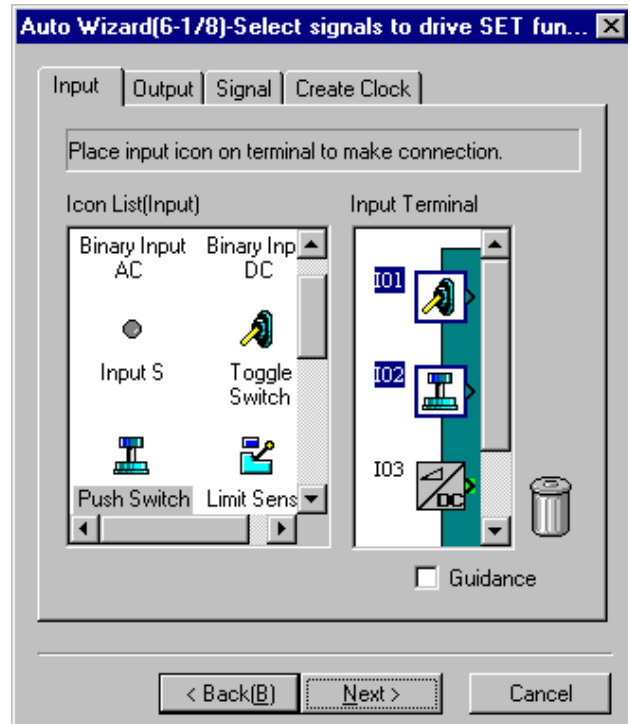 Auto Wizard(6-1/8)-Select signals to drive SET fun...
Input Output Signal Create Clock
Place input icon on terminal to make connection.
Icon List(Input) Input Terminal
Binary Input Binary Inp
AC DC
Input S Toggle
Switch
Push Switch Limit Sens
I01
I02
I03
DC
Guidance
< Back(B) Next > Cancel